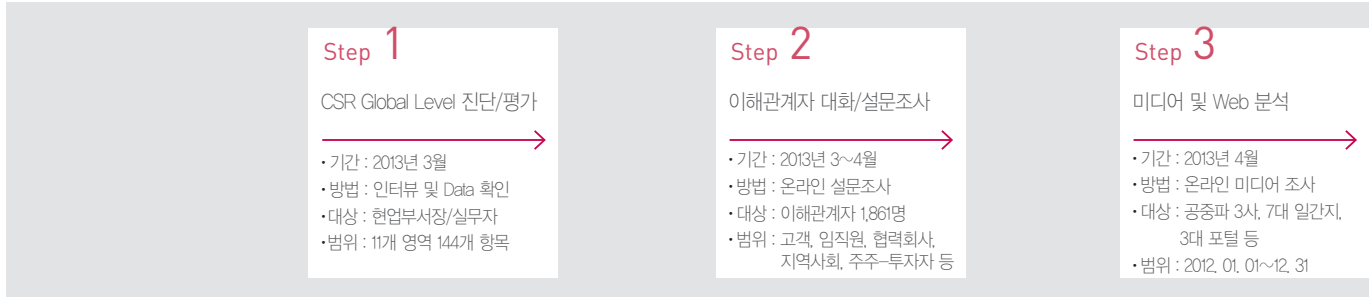 Step 1
CSR Global Level 진단/평가
• 기간 : 2013년 3월
• 방법 : 인터뷰 및 Data 확인
• 대상 : 현업부서장/실무자
• 범위 : 11개 영역 144개 항목
Step 2
이해관계자 대화/설문조사
• 기간 : 2013년 3~4월
• 방법 : 온라인 설문조사
• 대상 : 이해관계자 1,861명
• 범위 : 고객, 임직원, 협력회사,
지역사회, 주주-투자자 등
Step 3
미디어 및 Web 분석
• 기간 : 2013년 4월
• 방법 : 온라인 미디어 조사
• 대상 : 공중파 3사, 7대 일간지,
3대 포털 등
• 범위 : 2012. 01. 01~12. 31